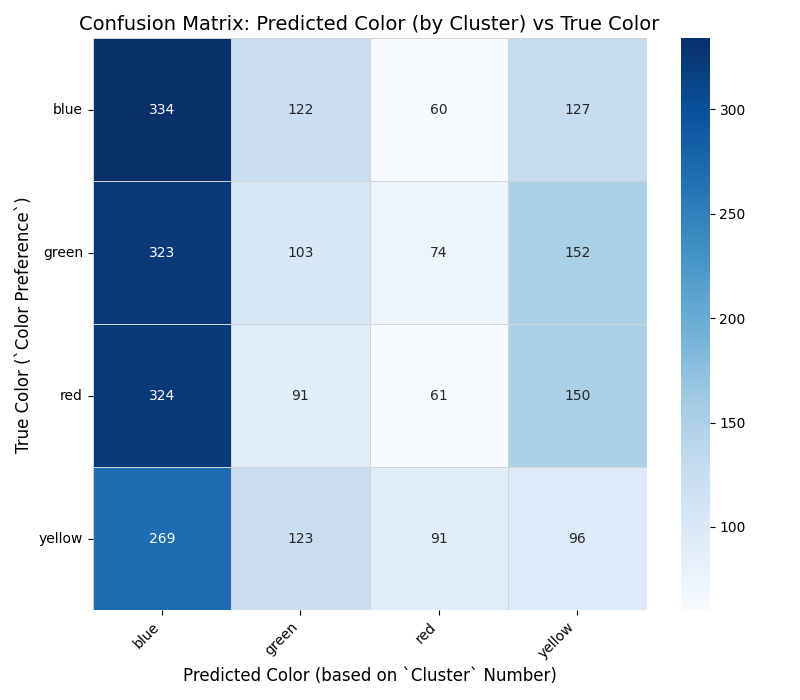 Confusion Matrix: Predicted Color (by Cluster) vs True Color
True Color (`Color Preference`)
blue 334 122 60 127
green 323 103 74 152
red 324 91 61 150
yellow 269 123 91 96
blue green red yellow
Predicted Color (based on `Cluster` Number)
300
250
200
150
100